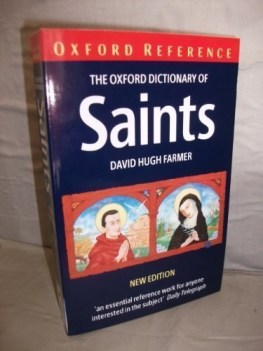 OXFORD REFERENCE
THE OXFORD DICTIONARY OF
Saints
DAVID HUGH FARMER
NEW EDITION
'an essential reference work for anyone
interested in the subject' Daily Telegraph